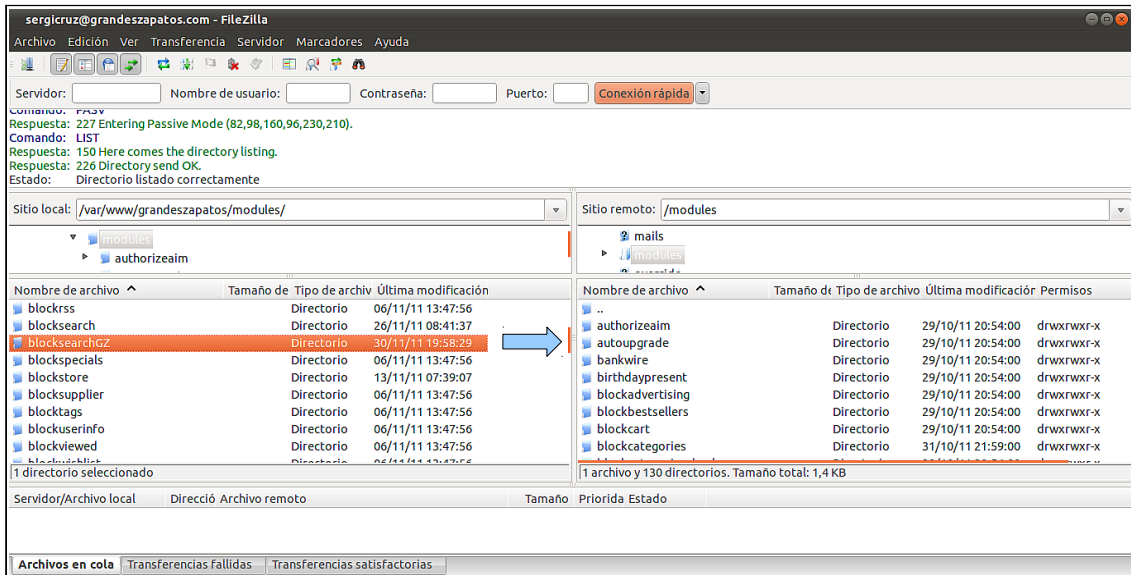 sergicruz@grandeszapatos.com - FileZilla
Archivo Edición Ver Transferencia Servidor Marcadores Ayuda
Servidor: Nombre de usuario: Contraseña: Puerto: Conexión rápida
Comando: PASV
Respuesta: 227 Entering Passive Mode (82,98,160,96,230,210).
Comando: LIST
Respuesta: 150 Here comes the directory listing.
Respuesta: 226 Directory send OK.
Estado: Directorio listado correctamente
Sitio local: /var/www/grandeszapatos/modules/
modules
authorizeaim
Nombre de archivo Tamaño de Tipo de archiv Última modificación
blockrss Directorio 06/11/11 13:47:56
blocksearch Directorio 26/11/11 08:41:37
blocksearchGZ Directorio 30/11/11 19:58:29
blockspecials Directorio 06/11/11 13:47:56
blockstore Directorio 13/11/11 07:39:07
blocksupplier Directorio 06/11/11 13:47:56
blocktags Directorio 06/11/11 13:47:56
blockuserinfo Directorio 06/11/11 13:47:56
blockviewed Directorio 06/11/11 13:47:56
blockwishlist Directorio 06/11/11 13:47:56
1 directorio seleccionado
Sitio remoto: /modules
mails
modules
override
Nombre de archivo Tamaño de Tipo de archivo Última modificación Permisos
..
authorizeaim Directorio 29/10/11 20:54:00 drwxrwxr-x
autoupgrade Directorio 29/10/11 20:54:00 drwxrwxr-x
bankwire Directorio 29/10/11 20:54:00 drwxrwxr-x
birthdaypresent Directorio 29/10/11 20:54:00 drwxrwxr-x
blockadvertising Directorio 29/10/11 20:54:00 drwxrwxr-x
blockbestsellers Directorio 29/10/11 20:54:00 drwxrwxr-x
blockcart Directorio 29/10/11 20:54:00 drwxrwxr-x
blockcategories Directorio 31/10/11 21:59:00 drwxrwxr-x
1 archivo y 130 directorios. Tamaño total: 1,4 KB
Servidor/Archivo local Direcció Archivo remoto Tamaño Priorida Estado
Archivos en cola Transferencias fallidas Transferencias satisfactorias